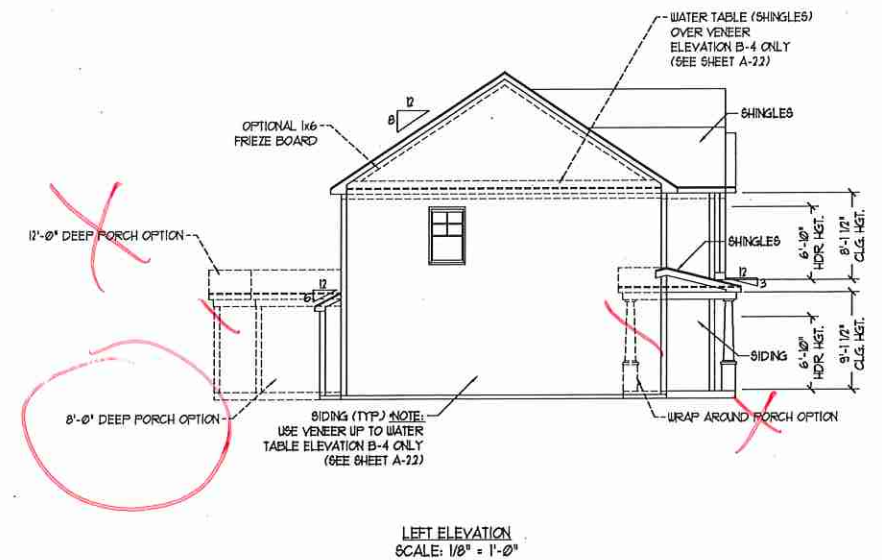 WATER TABLE (SHINGLES)
OVER VENEER
ELEVATION B-4 ONLY
(SEE SHEET A-2.2)
12
8
OPTIONAL 1x6
FRIEZE BOARD
SHINGLES
12'-0" DEEP PORCH OPTION
SHINGLES
6'-10"
HDR. HGT.
8'-1 1/2"
CLG. HGT.
12
6
12
3
SIDING
6'-10"
HDR. HGT.
9'-1 1/2"
CLG. HGT.
8'-0" DEEP PORCH OPTION
SIDING (TYP.) NOTE:
USE VENEER UP TO WATER
TABLE ELEVATION B-4 ONLY
(SEE SHEET A-2.2)
WRAP AROUND PORCH OPTION
LEFT ELEVATION
SCALE: 1/8" = 1'-0"